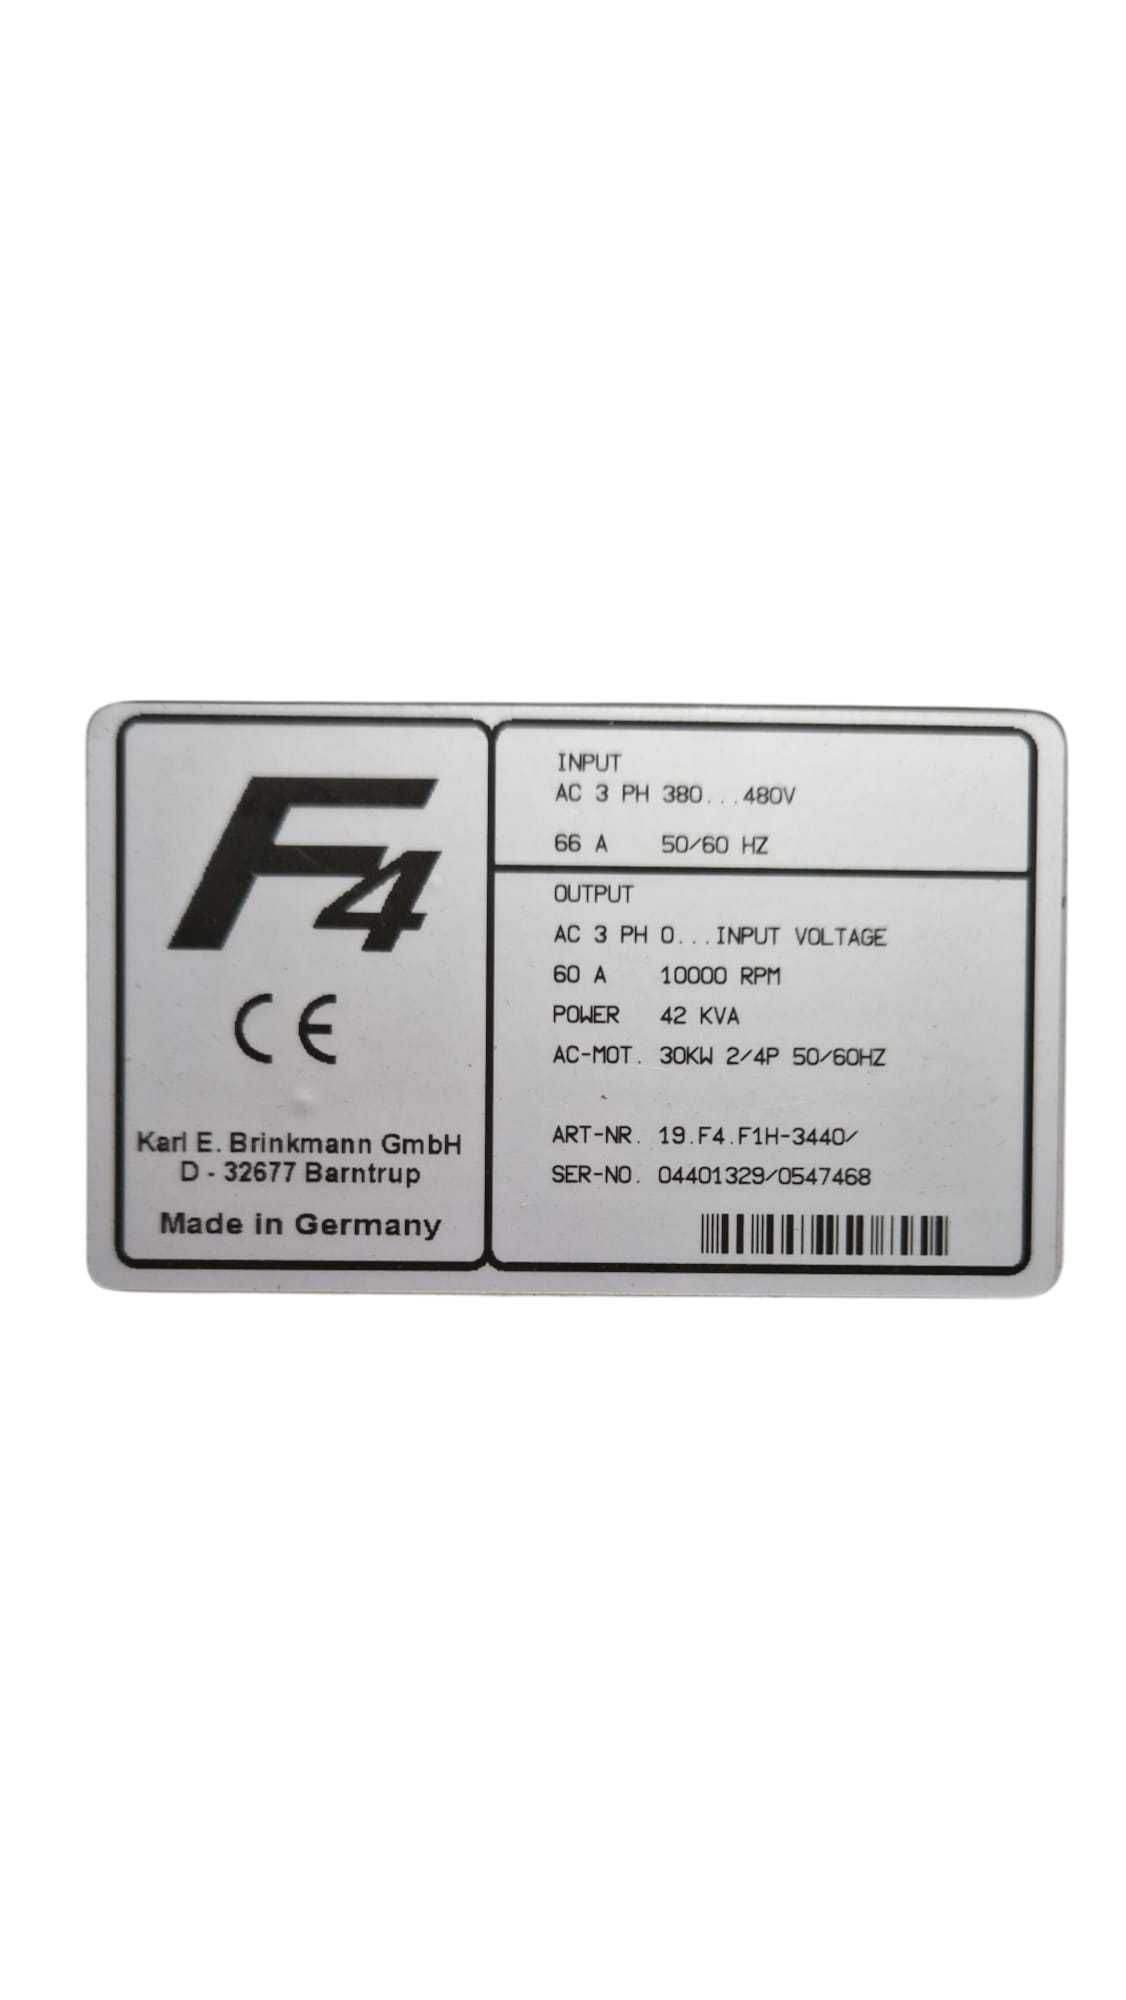 F4
CE
Karl E. Brinkmann GmbH
D - 32677 Barntrup
Made in Germany
INPUT
AC 3 PH 380...480V
66 A 50/60 HZ
OUTPUT
AC 3 PH 0...INPUT VOLTAGE
60 A 10000 RPM
POWER 42 KVA
AC-MOT. 30KW 2/4P 50/60HZ
ART-NR. 19.F4.F1H-3440/
SER-NO. 04401329/0547468